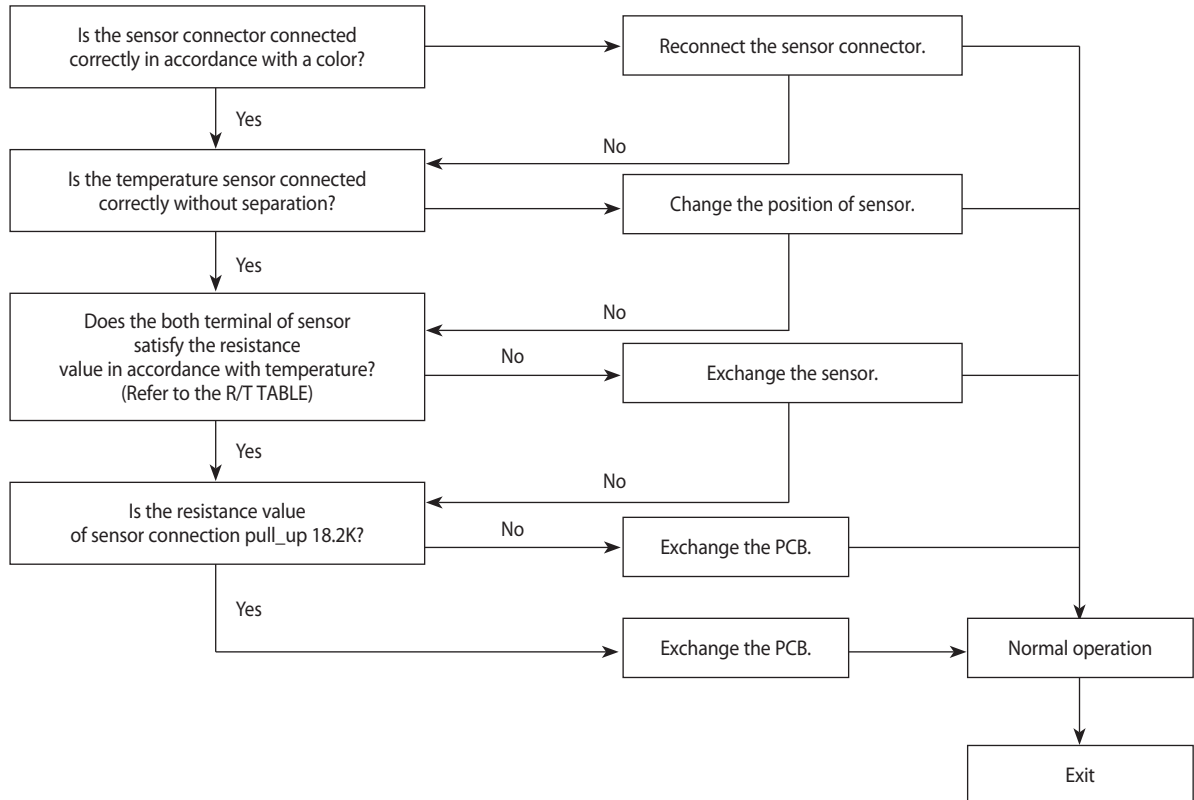 Is the sensor connector connected
correctly in accordance with a color?
Reconnect the sensor connector.
Yes
No
Is the temperature sensor connected
correctly without separation?
Change the position of sensor.
Yes
No
Does the both terminal of sensor
satisfy the resistance
value in accordance with temperature?
(Refer to the R/T TABLE)
No
Exchange the sensor.
Yes
No
Is the resistance value
of sensor connection pull_up 18.2K?
No
Exchange the PCB.
Yes
Exchange the PCB.
Normal operation
Exit